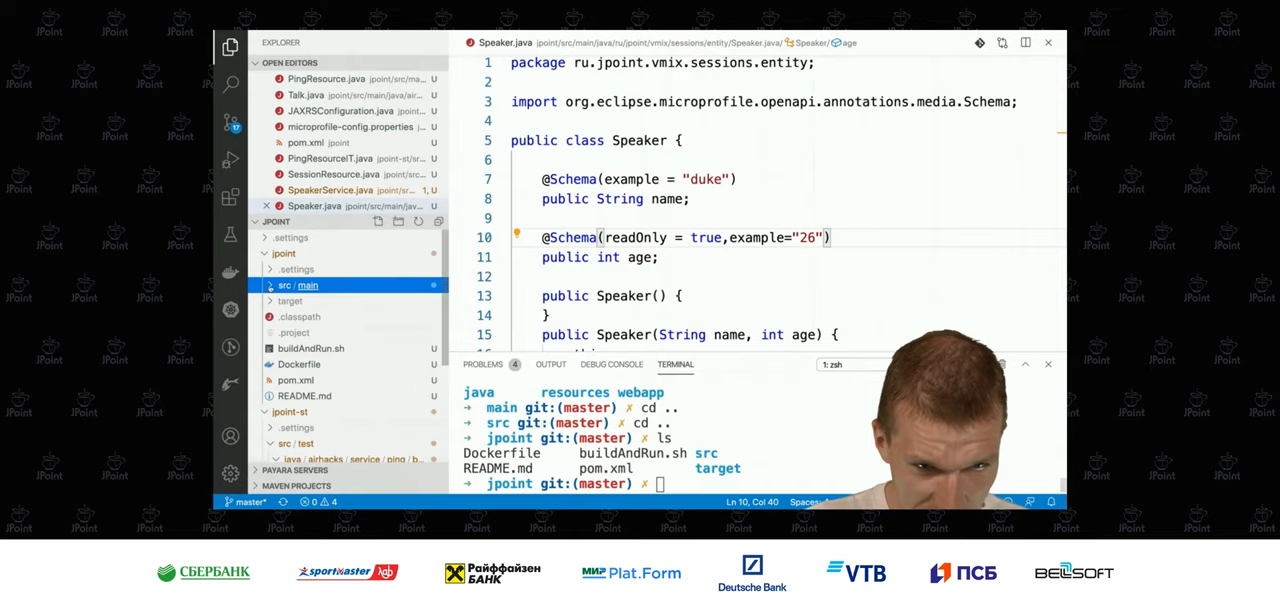 EXPLORER
OPEN EDITORS
PingResource.java jpoint/src/ma... U
Talk.java jpoint/src/main/java/air... U
JAXRSConfiguration.java jpoint... U
microprofile-config.properties j... U
pom.xml jpoint U
PingResourceIT.java jpoint-st/src... U
SessionResource.java jpoint/src... U
SpeakerService.java jpoint/sr... 1, U
Speaker.java jpoint/src/main/jav... U
JPOINT
.settings
jpoint
.settings
src / main
target
.classpath
.project
buildAndRun.sh U
Dockerfile U
pom.xml U
README.md U
jpoint-st
.settings
src / test
java / airhacks / service / ping / b...
PAYARA SERVERS
MAVEN PROJECTS
17
Speaker.java jpoint/src/main/java/ru/jpoint/vmix/sessions/entity/Speaker.java/ Speaker/ age
1 package ru.jpoint.vmix.sessions.entity;
2
3 import org.eclipse.microprofile.openapi.annotations.media.Schema;
4
5 public class Speaker {
6
7 @Schema(example = "duke")
8 public String name;
9
10 @Schema(readOnly = true,example="26")
11 public int age;
12
13 public Speaker() {
14 }
15 public Speaker(String name, int age) {
PROBLEMS 4 OUTPUT DEBUG CONSOLE TERMINAL 1: zsh
java resources webapp
→ main git:(master) ✗ cd ..
→ src git:(master) ✗ cd ..
→ jpoint git:(master) ✗ ls
Dockerfile buildAndRun.sh src
README.md pom.xml target
→ jpoint git:(master) ✗
master* 0 4 Ln 10, Col 40
JPoint
СБЕРБАНК
sportmaster lab
Райффайзен
БАНК
МИР Plat.Form
Deutsche Bank
VTB
ПСБ
BELLSOFT